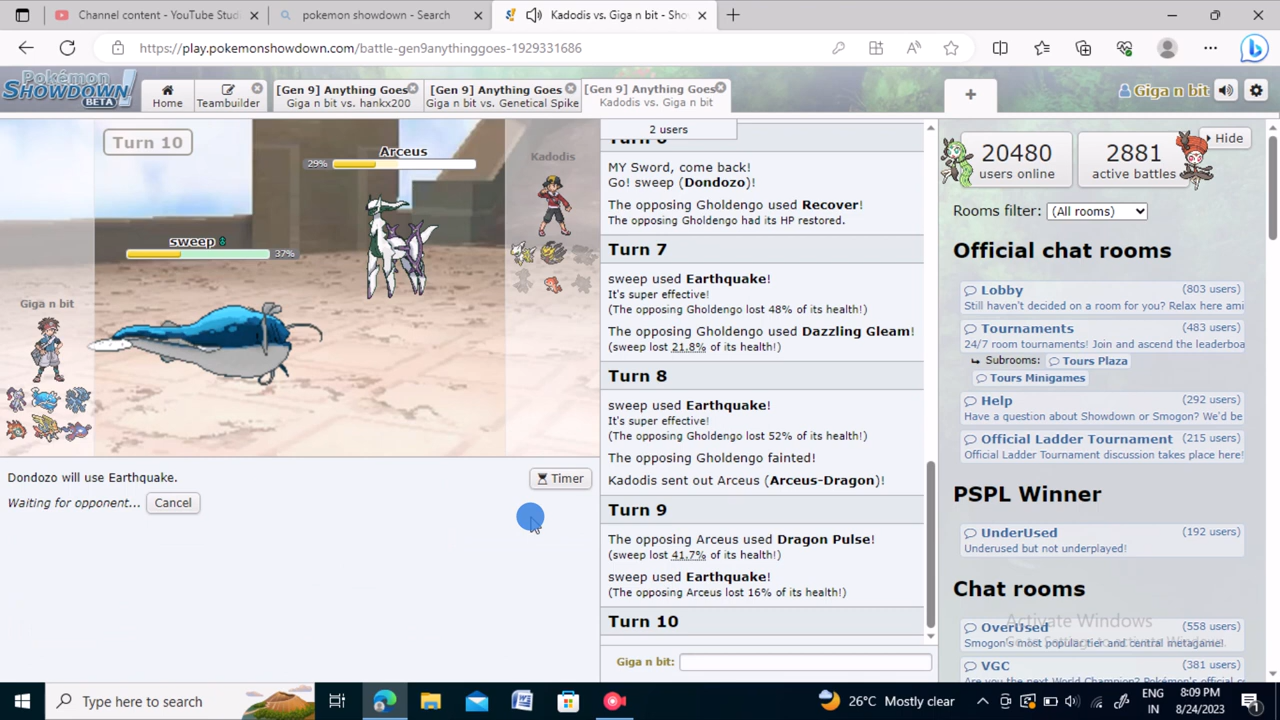 Channel content - YouTube Studi
pokemon showdown - Search
Kadodis vs. Giga n bit - Sho
https://play.pokemonshowdown.com/battle-gen9anythinggoes-1929331686
Pokémon
SHOWDOWN!
BETA
Home
Teambuilder
[Gen 9] Anything Goes
Giga n bit vs. hankx200
[Gen 9] Anything Goes
Giga n bit vs. Genetical Spike
[Gen 9] Anything Goes
Kadodis vs. Giga n bit
Giga n bit
Turn 10
Arceus
29%
sweep
37%
Kadodis
Giga n bit
Dondozo will use Earthquake.
Waiting for opponent... Cancel
Timer
2 users
MY Sword, come back!
Go! sweep (Dondozo)!
The opposing Gholdengo used Recover!
The opposing Gholdengo had its HP restored.
Turn 7
sweep used Earthquake!
It's super effective!
(The opposing Gholdengo lost 48% of its health!)
The opposing Gholdengo used Dazzling Gleam!
(sweep lost 21.8% of its health!)
Turn 8
sweep used Earthquake!
It's super effective!
(The opposing Gholdengo lost 52% of its health!)
The opposing Gholdengo fainted!
Kadodis sent out Arceus (Arceus-Dragon)!
Turn 9
The opposing Arceus used Dragon Pulse!
(sweep lost 41.7% of its health!)
sweep used Earthquake!
(The opposing Arceus lost 16% of its health!)
Turn 10
Giga n bit:
20480
users online
2881
active battles
Hide
Rooms filter: (All rooms)
Official chat rooms
Lobby (803 users)
Still haven't decided on a room for you? Relax here ami
Tournaments (483 users)
24/7 room tournaments! Join and ascend the leaderboa
Subrooms: Tours Plaza
Tours Minigames
Help (292 users)
Have a question about Showdown or Smogon? We'd be
Official Ladder Tournament (215 users)
Official Ladder Tournament discussion takes place here!
PSPL Winner
UnderUsed (192 users)
Underused but not underplayed!
Chat rooms
OverUsed (558 users)
Smogon's most popular tier and central metagame!
VGC (381 users)
Activate Windows
Type here to search
26°C Mostly clear
ENG
IN
8:09 PM
8/24/2023
1